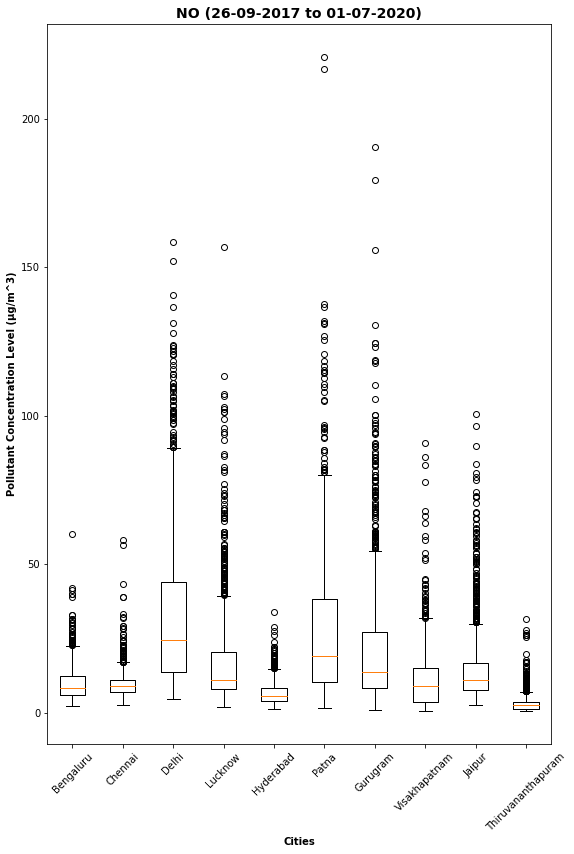 NO (26-09-2017 to 01-07-2020)
Pollutant Concentration Level (µg/m^3)
200
150
100
50
0
Bengaluru
Chennai
Delhi
Lucknow
Hyderabad
Patna
Gurugram
Visakhapatnam
Jaipur
Thiruvananthapuram
Cities